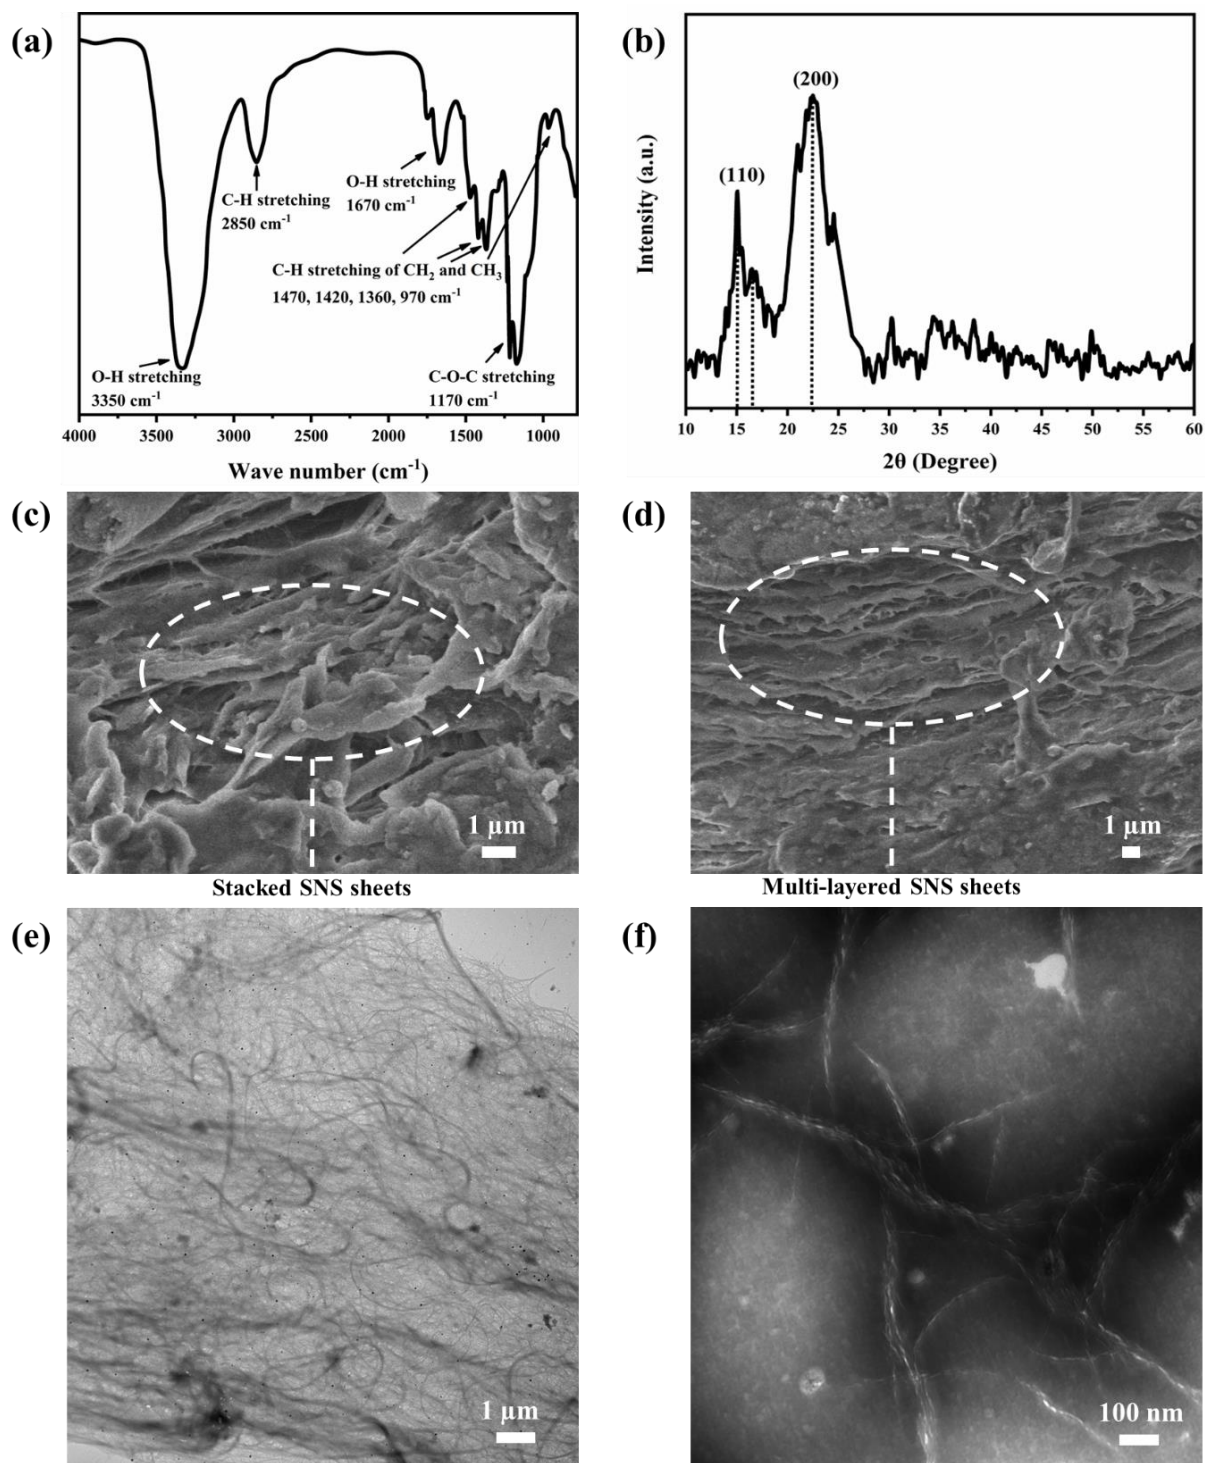 (a)
C-H stretching
2850 cm-1
O-H stretching
1670 cm-1
C-H stretching of CH2 and CH3
1470, 1420, 1360, 970 cm-1
O-H stretching
3350 cm-1
C-O-C stretching
1170 cm-1
4000 3500 3000 2500 2000 1500 1000
Wave number (cm-1)
(b)
(200)
(110)
Intensity (a.u.)
10 15 20 25 30 35 40 45 50 55 60
2θ (Degree)
(c)
1 µm
Stacked SNS sheets
(d)
1 µm
Multi-layered SNS sheets
(e)
1 µm
(f)
100 nm